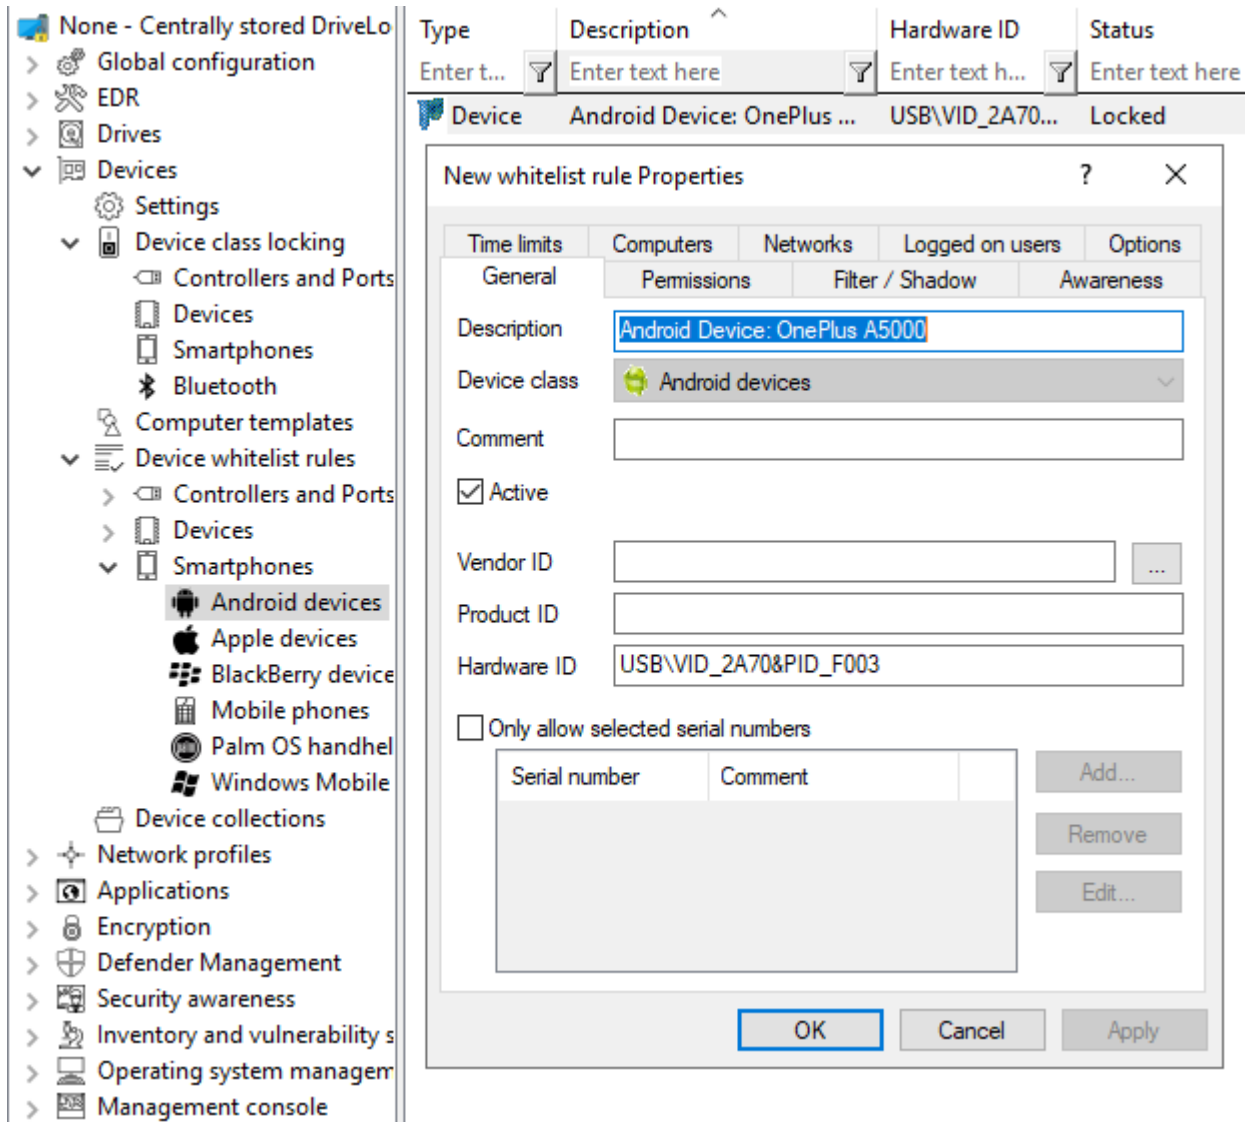 None - Centrally stored DriveLo
Global configuration
EDR
Drives
Devices
Settings
Device class locking
Controllers and Ports
Devices
Smartphones
Bluetooth
Computer templates
Device whitelist rules
Controllers and Ports
Devices
Smartphones
Android devices
Apple devices
BlackBerry device
Mobile phones
Palm OS handhel
Windows Mobile
Device collections
Network profiles
Applications
Encryption
Defender Management
Security awareness
Inventory and vulnerability s
Operating system managem
Management console
Type Description Hardware ID Status
Enter t... Enter text here Enter text h... Enter text here
Device Android Device: OnePlus ... USB\VID_2A70... Locked
New whitelist rule Properties ?
Time limits Computers Networks Logged on users Options
General Permissions Filter / Shadow Awareness
Description Android Device: OnePlus A5000
Device class Android devices
Comment
Active
Vendor ID ...
Product ID
Hardware ID USB\VID_2A70&PID_F003
Only allow selected serial numbers
Serial number Comment
Add...
Remove
Edit...
OK Cancel Apply